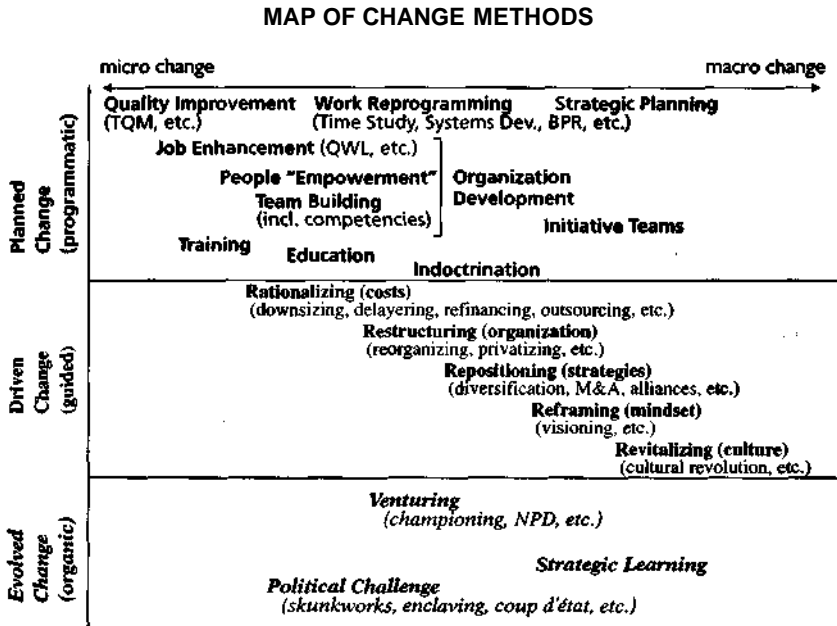 MAP OF CHANGE METHODS
micro change macro change
Quality Improvement Work Reprogramming Strategic Planning
(TQM, etc.) (Time Study, Systems Dev., BPR, etc.)
Job Enhancement (QWL, etc.)
People "Empowerment" Organization
Team Building Development
(incl. competencies)
Initiative Teams
Training
Education
Indoctrination
Planned
Change
(programmatic)
Rationalizing (costs)
(downsizing, delayering, refinancing, outsourcing, etc.)
Restructuring (organization)
(reorganizing, privatizing, etc.)
Repositioning (strategies)
(diversification, M&A, alliances, etc.)
Reframing (mindset)
(visioning, etc.)
Revitalizing (culture)
(cultural revolution, etc.)
Driven
Change
(guided)
Venturing
(championing, NPD, etc.)
Strategic Learning
Political Challenge
(skunkworks, enclaving, coup d'état, etc.)
Evolved
Change
(organic)